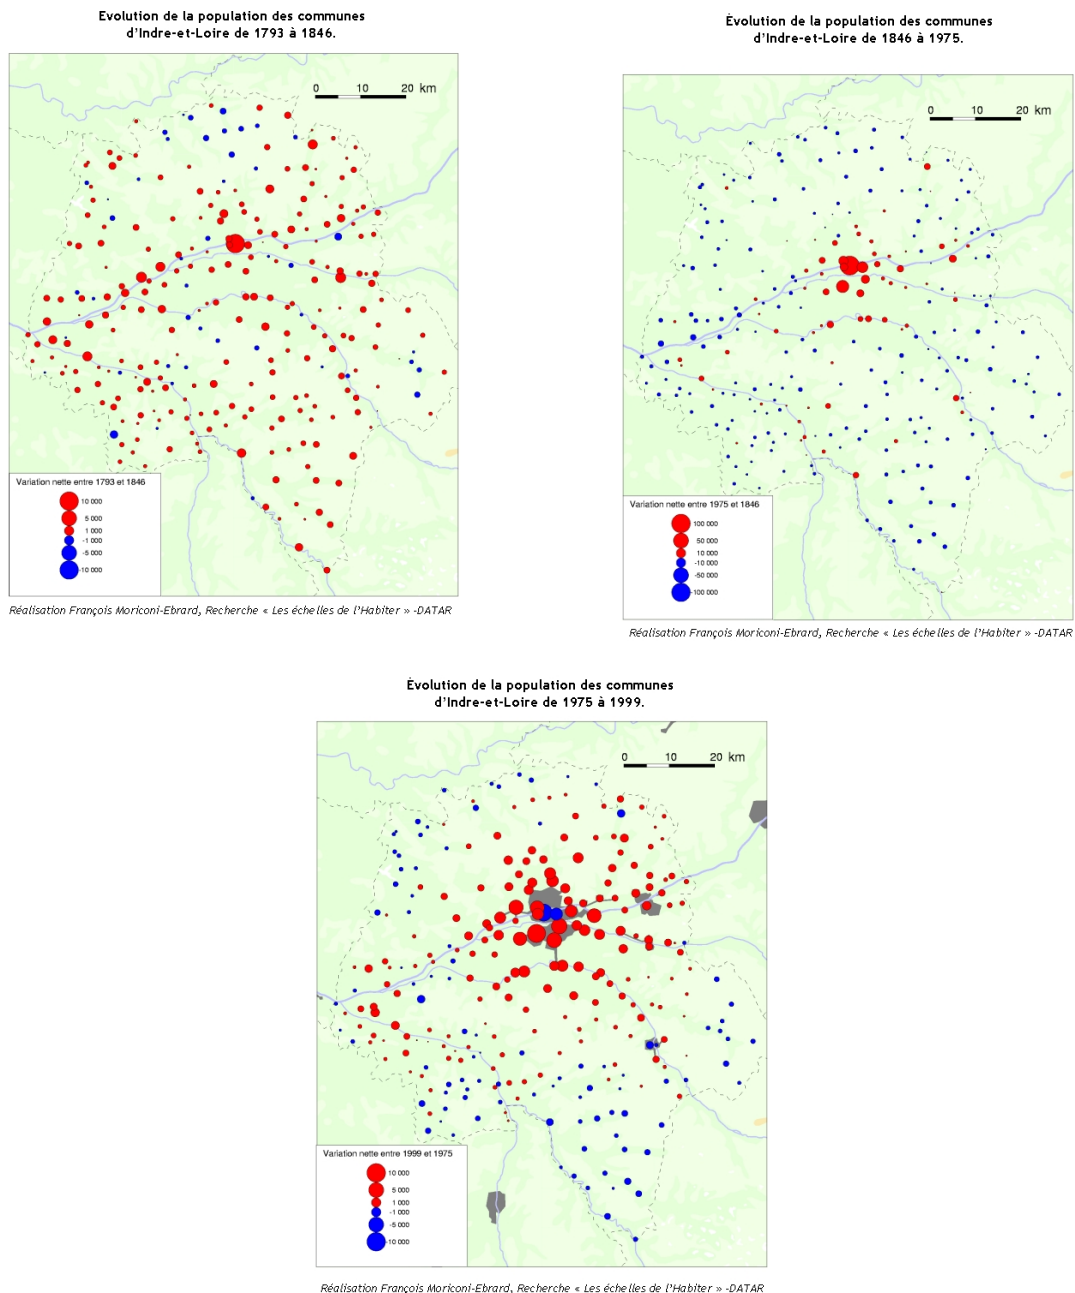 Evolution de la population des communes
d'Indre-et-Loire de 1793 à 1846.
0 10 20 km
Variation nette entre 1793 et 1846
10 000
5 000
1 000
-1 000
-5 000
-10 000
Réalisation François Moriconi-Ebrard, Recherche « Les échelles de l'Habiter » -DATAR
Évolution de la population des communes
d'Indre-et-Loire de 1846 à 1975.
0 10 20 km
Variation nette entre 1975 et 1846
100 000
50 000
10 000
-10 000
-50 000
-100 000
Réalisation François Moriconi-Ebrard, Recherche « Les échelles de l'Habiter » -DATAR
Évolution de la population des communes
d'Indre-et-Loire de 1975 à 1999.
0 10 20 km
Variation nette entre 1999 et 1975
10 000
5 000
1 000
-1 000
-5 000
-10 000
Réalisation François Moriconi-Ebrard, Recherche « Les échelles de l'Habiter » -DATAR